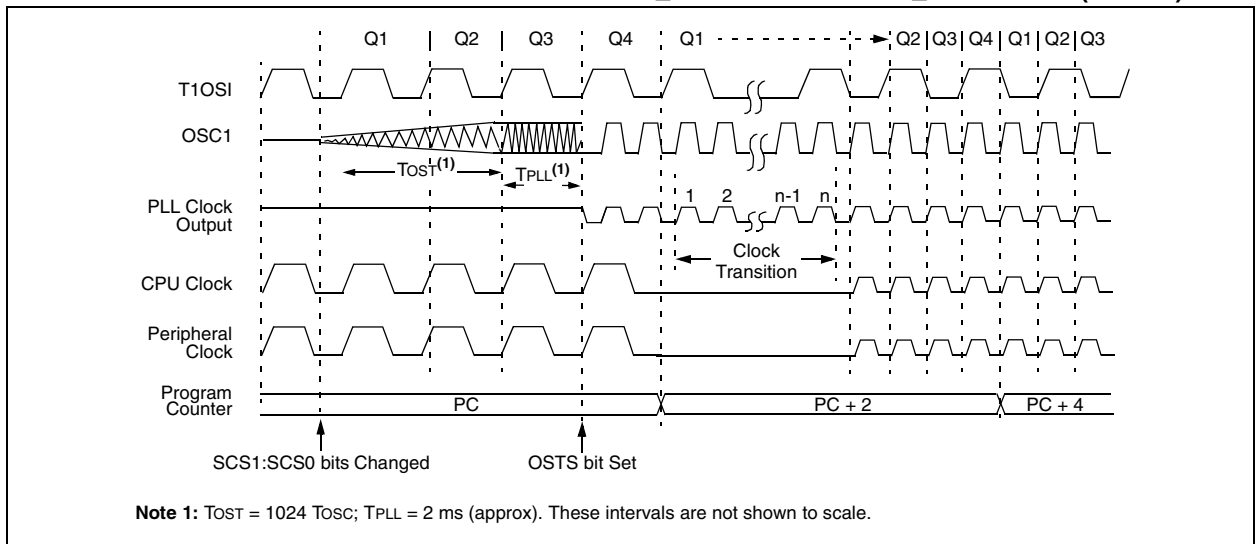 Q1 Q2 Q3 Q4 Q1 Q2 Q3 Q4 Q1 Q2 Q3
T1OSI
OSC1
TOST(1)
TPLL(1)
1 2 n-1 n
PLL Clock
Output
Clock
Transition
CPU Clock
Peripheral
Clock
Program
Counter
PC PC + 2 PC + 4
SCS1:SCS0 bits Changed OSTS bit Set
Note 1: TOST = 1024 TOSC; TPLL = 2 ms (approx). These intervals are not shown to scale.